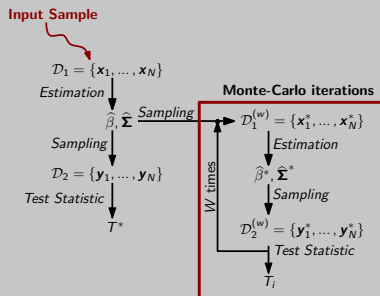 Input Sample
𝒟₁ = {𝒙₁, ..., 𝒙_N}
Estimation
β̂, Σ̂
Sampling
𝒟₂ = {𝒚₁, ..., 𝒚_N}
Test Statistic
T*
Sampling
Monte-Carlo iterations
𝒟₁^(w) = {𝒙₁*, ..., 𝒙_N*}
Estimation
β̂*, Σ̂*
Sampling
𝒟₂^(w) = {𝒚₁*, ..., 𝒚_N*}
Test Statistic
T_i
W times